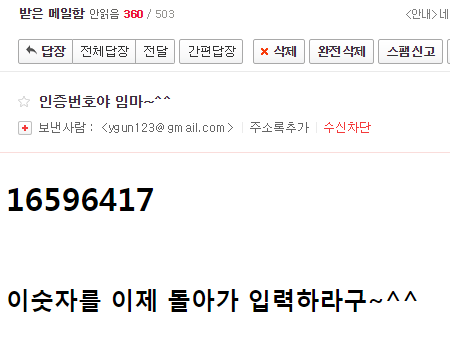 받은 메일함 안읽음 360 / 503 <안내>네
답장 전체답장 전달 간편답장 × 삭제 완전삭제 스팸신고
☆ 인증번호야 임마~^^
보낸사람 : <ygun123@gmail.com> | 주소록추가 | 수신차단
16596417
이숫자를 이제 돌아가 입력하라구~^^